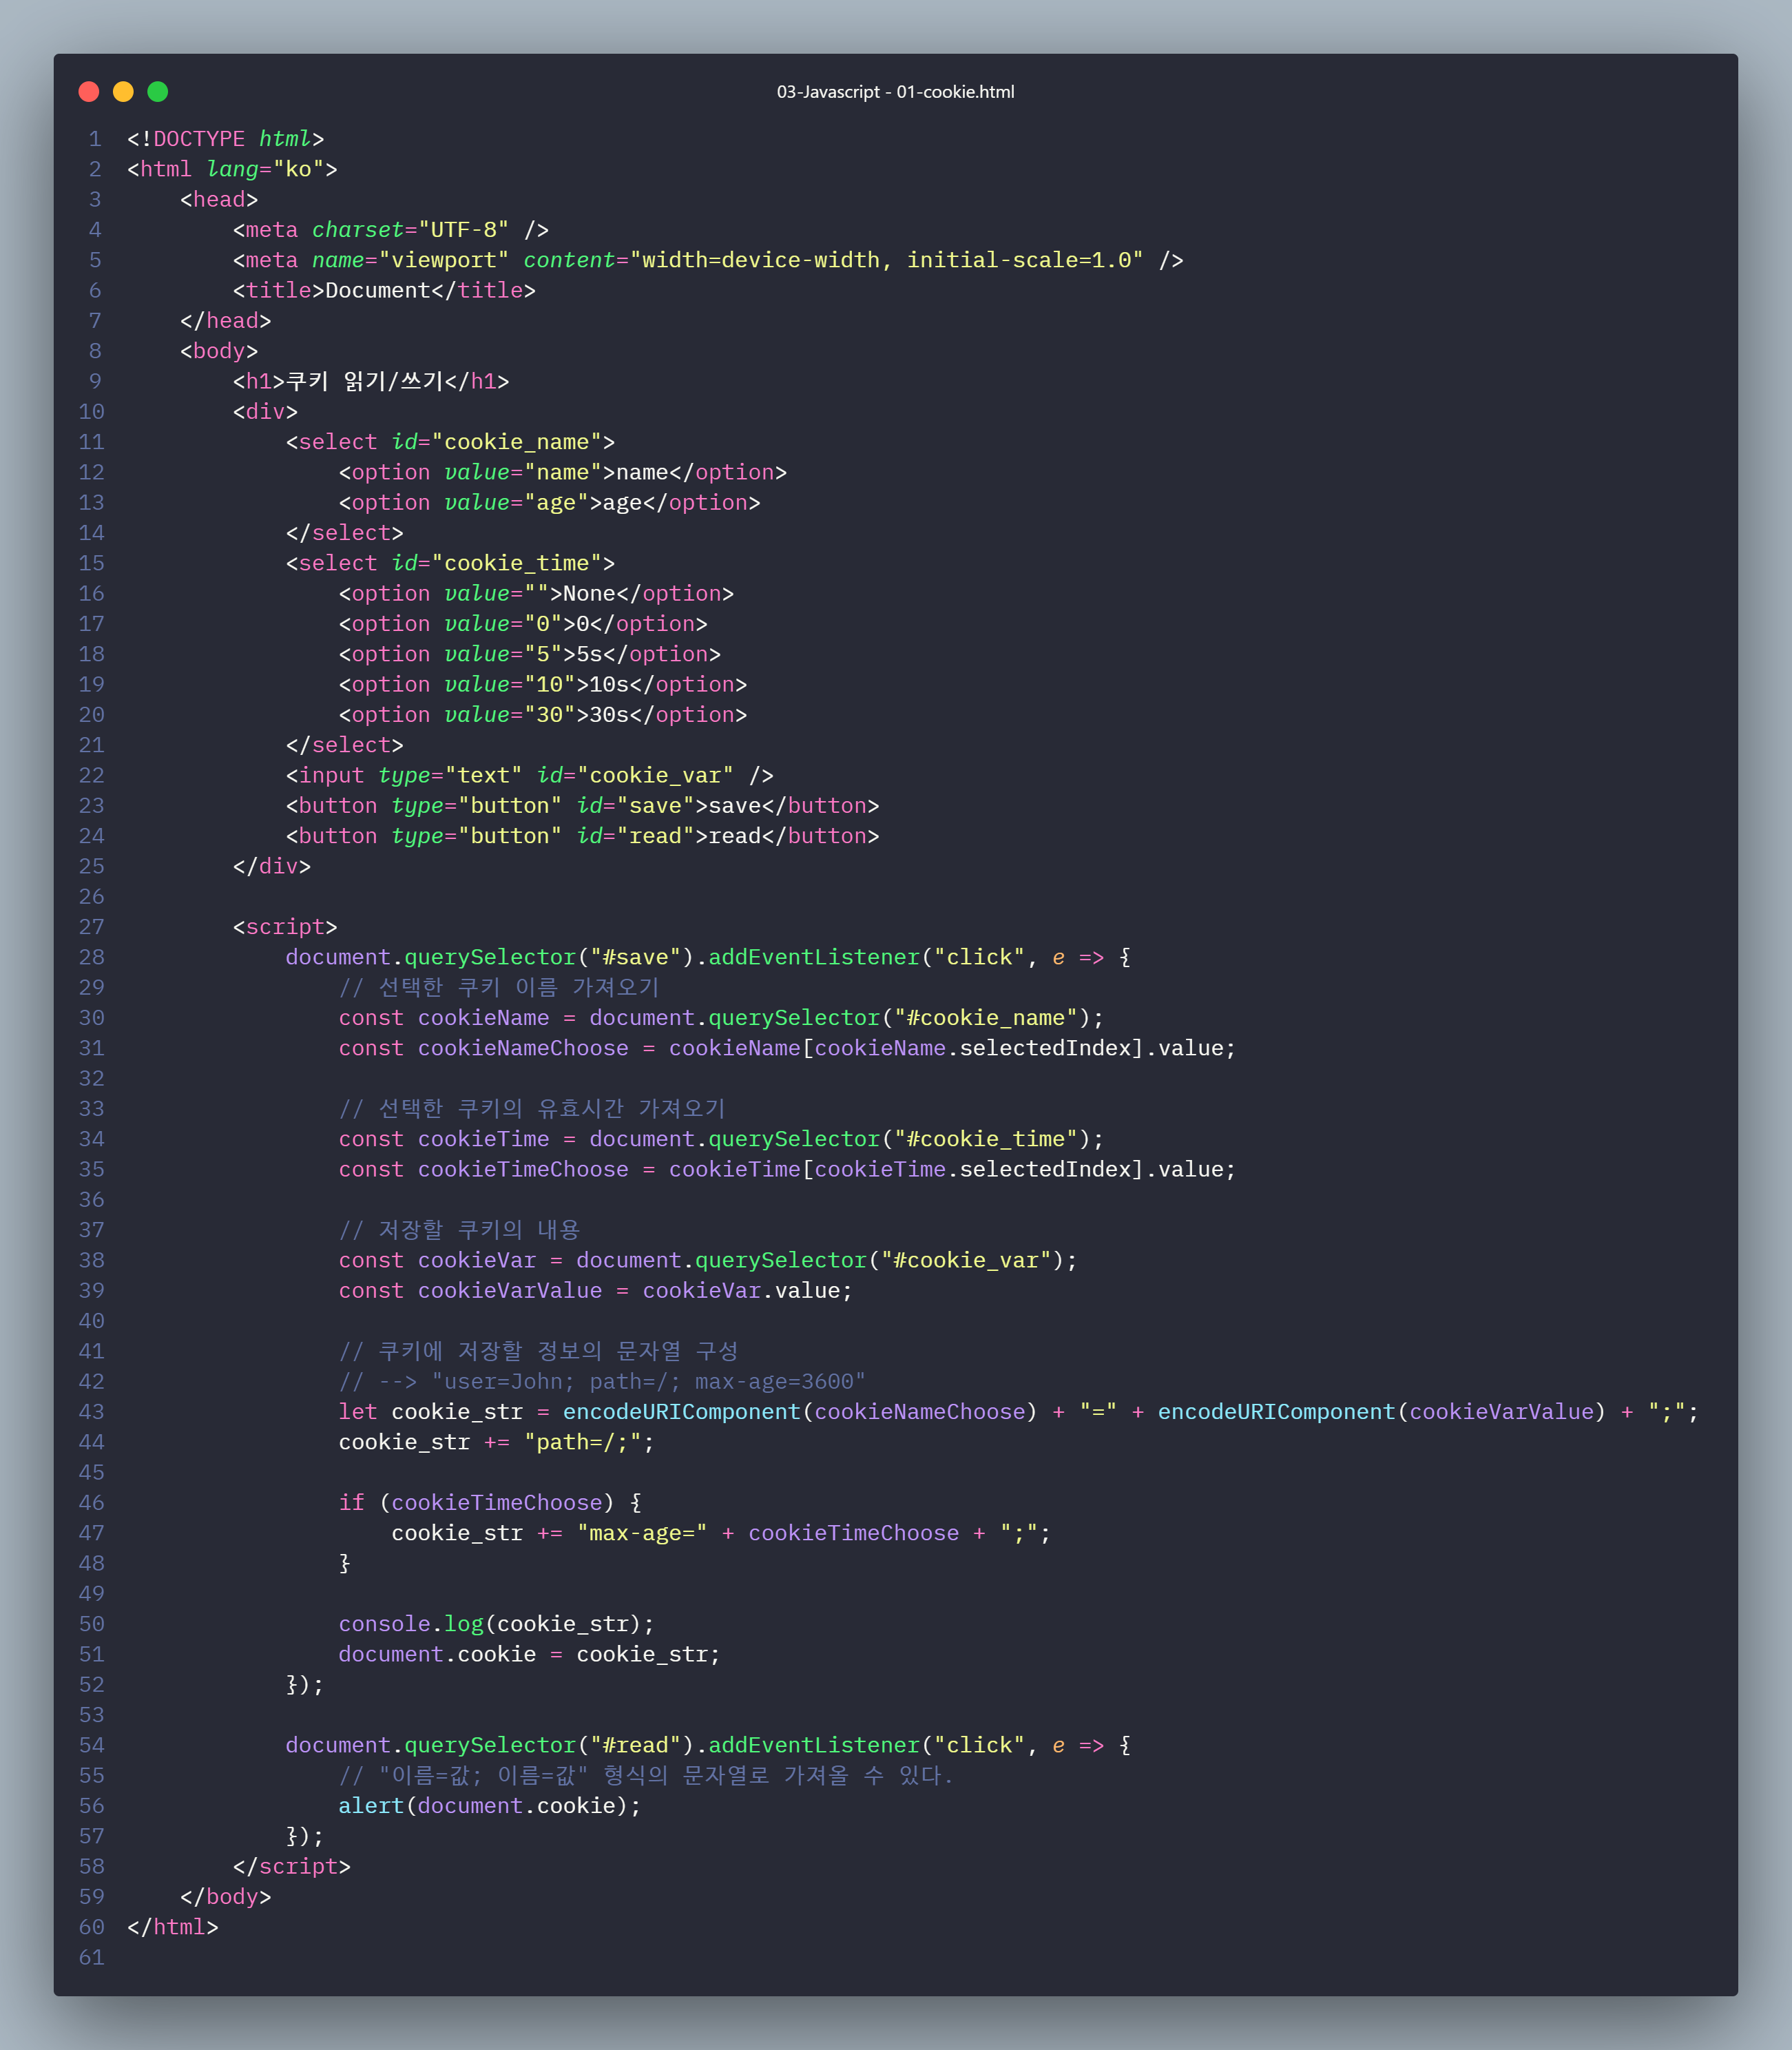 03-Javascript - 01-cookie.html
1 <!DOCTYPE html>
2 <html lang="ko">
3     <head>
4         <meta charset="UTF-8" />
5         <meta name="viewport" content="width=device-width, initial-scale=1.0" />
6         <title>Document</title>
7     </head>
8     <body>
9         <h1>쿠키 읽기/쓰기</h1>
10         <div>
11             <select id="cookie_name">
12                 <option value="name">name</option>
13                 <option value="age">age</option>
14             </select>
15             <select id="cookie_time">
16                 <option value="">None</option>
17                 <option value="0">0</option>
18                 <option value="5">5s</option>
19                 <option value="10">10s</option>
20                 <option value="30">30s</option>
21             </select>
22             <input type="text" id="cookie_var" />
23             <button type="button" id="save">save</button>
24             <button type="button" id="read">read</button>
25         </div>
26
27         <script>
28             document.querySelector("#save").addEventListener("click", e => {
29                 // 선택한 쿠키 이름 가져오기
30                 const cookieName = document.querySelector("#cookie_name");
31                 const cookieNameChoose = cookieName[cookieName.selectedIndex].value;
32
33                 // 선택한 쿠키의 유효시간 가져오기
34                 const cookieTime = document.querySelector("#cookie_time");
35                 const cookieTimeChoose = cookieTime[cookieTime.selectedIndex].value;
36
37                 // 저장할 쿠키의 내용
38                 const cookieVar = document.querySelector("#cookie_var");
39                 const cookieVarValue = cookieVar.value;
40
41                 // 쿠키에 저장할 정보의 문자열 구성
42                 // --> "user=John; path=/; max-age=3600"
43                 let cookie_str = encodeURIComponent(cookieNameChoose) + "=" + encodeURIComponent(cookieVarValue) + ";";
44                 cookie_str += "path=/;";
45
46                 if (cookieTimeChoose) {
47                     cookie_str += "max-age=" + cookieTimeChoose + ";";
48                 }
49
50                 console.log(cookie_str);
51                 document.cookie = cookie_str;
52             });
53
54             document.querySelector("#read").addEventListener("click", e => {
55                 // "이름=값; 이름=값" 형식의 문자열로 가져올 수 있다.
56                 alert(document.cookie);
57             });
58         </script>
59     </body>
60 </html>
61